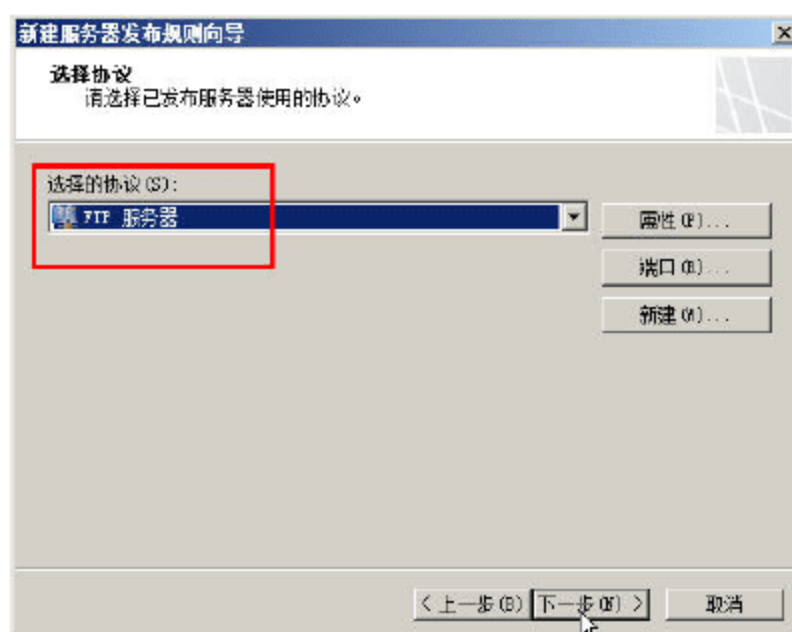 新建服务器发布规则向导
选择协议
请选择已发布服务器使用的协议。
选择的协议(S):
FTP 服务器
属性(P)...
端口(R)...
新建(W)...
< 上一步(B)
下一步(N) >
取消